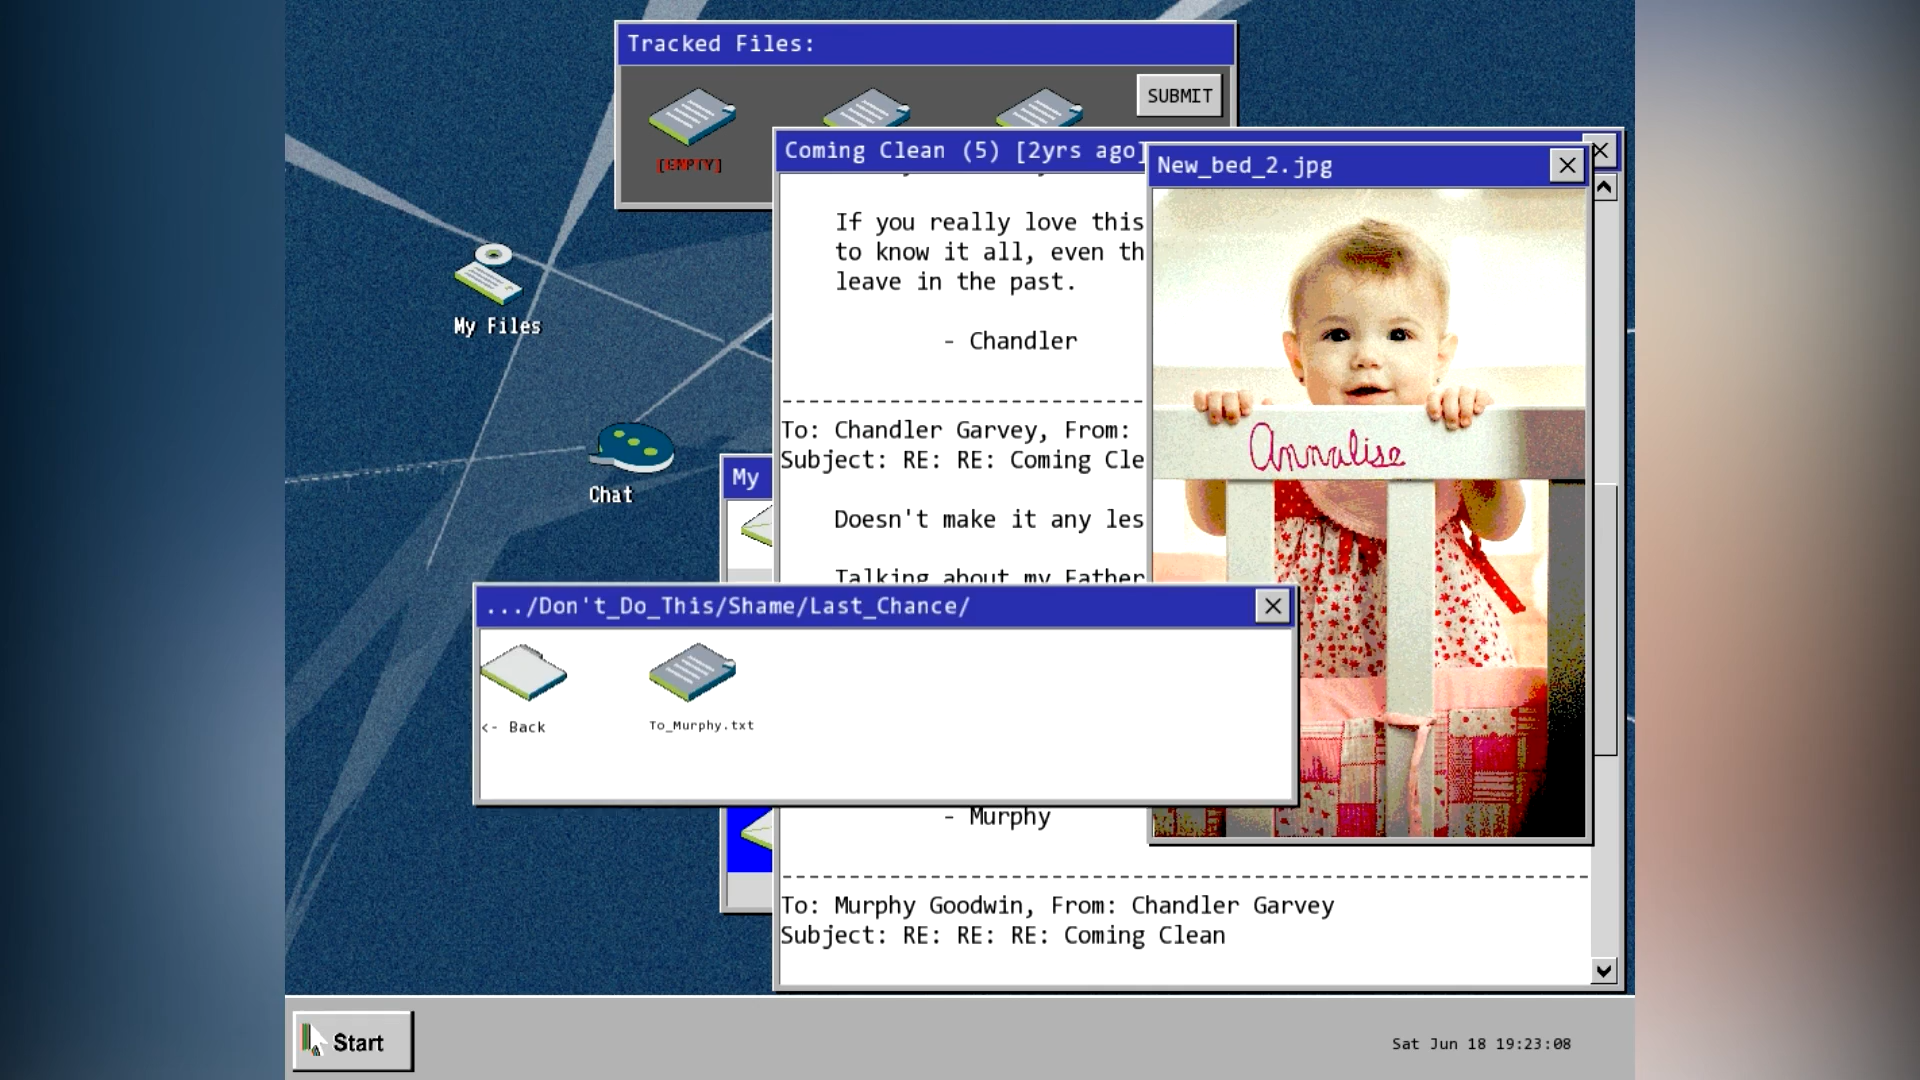 Tracked Files:
SUBMIT
[EMPTY]
Coming Clean (5) [2yrs ago]
New_bed_2.jpg
If you really love this
to know it all, even th
leave in the past.
- Chandler
To: Chandler Garvey, From:
Subject: RE: RE: Coming Cle
Doesn't make it any les
Talking about my Father
Annalise
My Files
Chat
My
.../Don't_Do_This/Shame/Last_Chance/
<- Back
To_Murphy.txt
- Murphy
To: Murphy Goodwin, From: Chandler Garvey
Subject: RE: RE: RE: Coming Clean
Start
Sat Jun 18 19:23:08